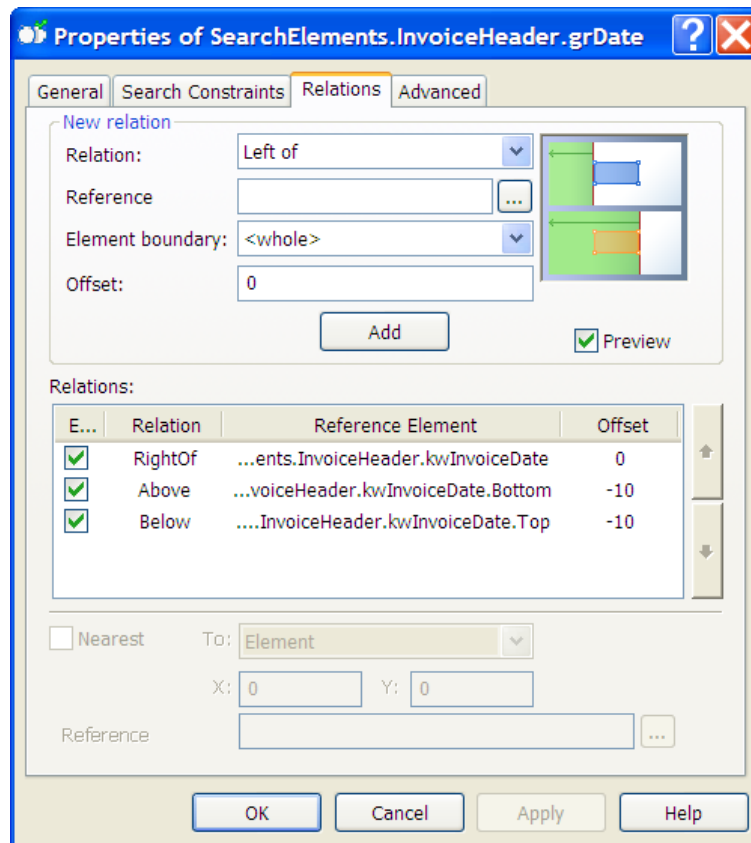 Properties of SearchElements.InvoiceHeader.grDate
General Search Constraints Relations Advanced
New relation
Relation: Left of
Reference ...
Element boundary: <whole>
Offset: 0
Add
Preview
Relations:
E... Relation Reference Element Offset
RightOf ...ents.InvoiceHeader.kwInvoiceDate 0
Above ...voiceHeader.kwInvoiceDate.Bottom -10
Below ....InvoiceHeader.kwInvoiceDate.Top -10
Nearest To: Element
X: 0 Y: 0
Reference ...
OK Cancel Apply Help